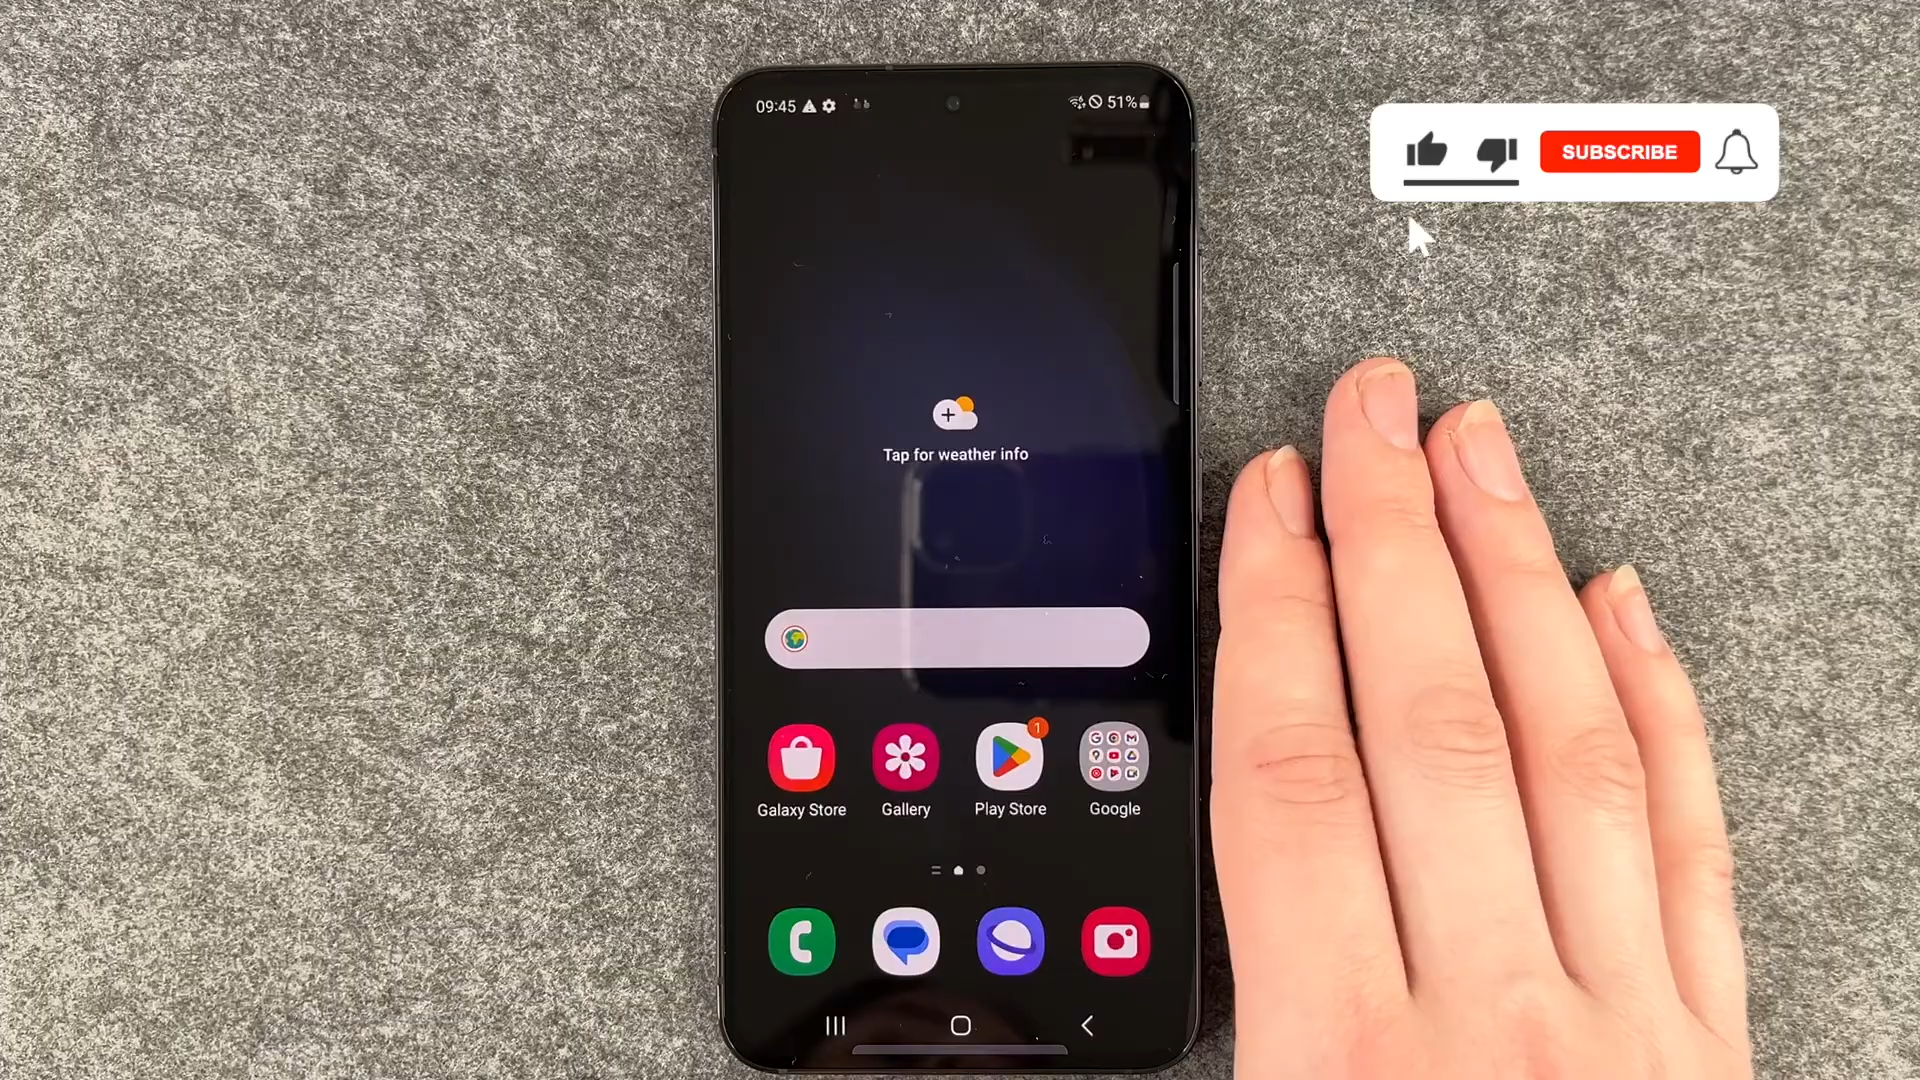 09:45
51%
SUBSCRIBE
Tap for weather info
1
Galaxy Store
Gallery
Play Store
Google